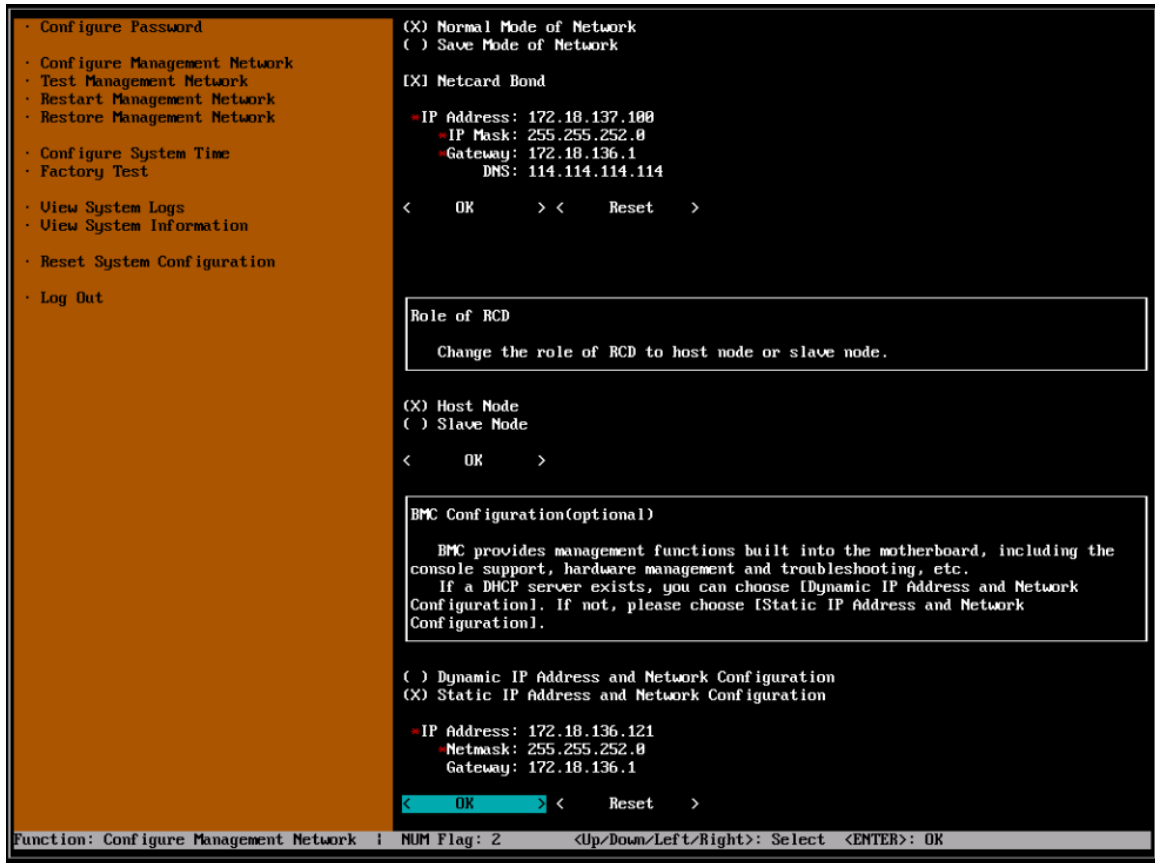 · Configure Password
· Configure Management Network
· Test Management Network
· Restart Management Network
· Restore Management Network
· Configure System Time
· Factory Test
· View System Logs
· View System Information
· Reset System Configuration
· Log Out
(X) Normal Mode of Network
( ) Save Mode of Network
[X] Netcard Bond
*IP Address: 172.18.137.100
*IP Mask: 255.255.252.0
*Gateway: 172.18.136.1
DNS: 114.114.114.114
< OK > < Reset >
Role of RCD
Change the role of RCD to host node or slave node.
(X) Host Node
( ) Slave Node
< OK >
BMC Configuration(optional)
BMC provides management functions built into the motherboard, including the
console support, hardware management and troubleshooting, etc.
If a DHCP server exists, you can choose [Dynamic IP Address and Network
Configuration]. If not, please choose [Static IP Address and Network
Configuration].
( ) Dynamic IP Address and Network Configuration
(X) Static IP Address and Network Configuration
*IP Address: 172.18.136.121
*Netmask: 255.255.252.0
Gateway: 172.18.136.1
< OK > < Reset >
Function: Configure Management Network | NUM Flag: 2 <Up/Down/Left/Right>: Select <ENTER>: OK